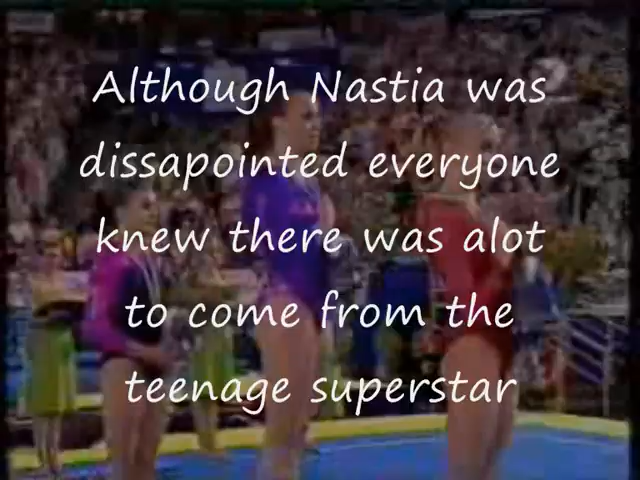 Although Nastia was
dissapointed everyone
knew there was alot
to come from the
teenage superstar